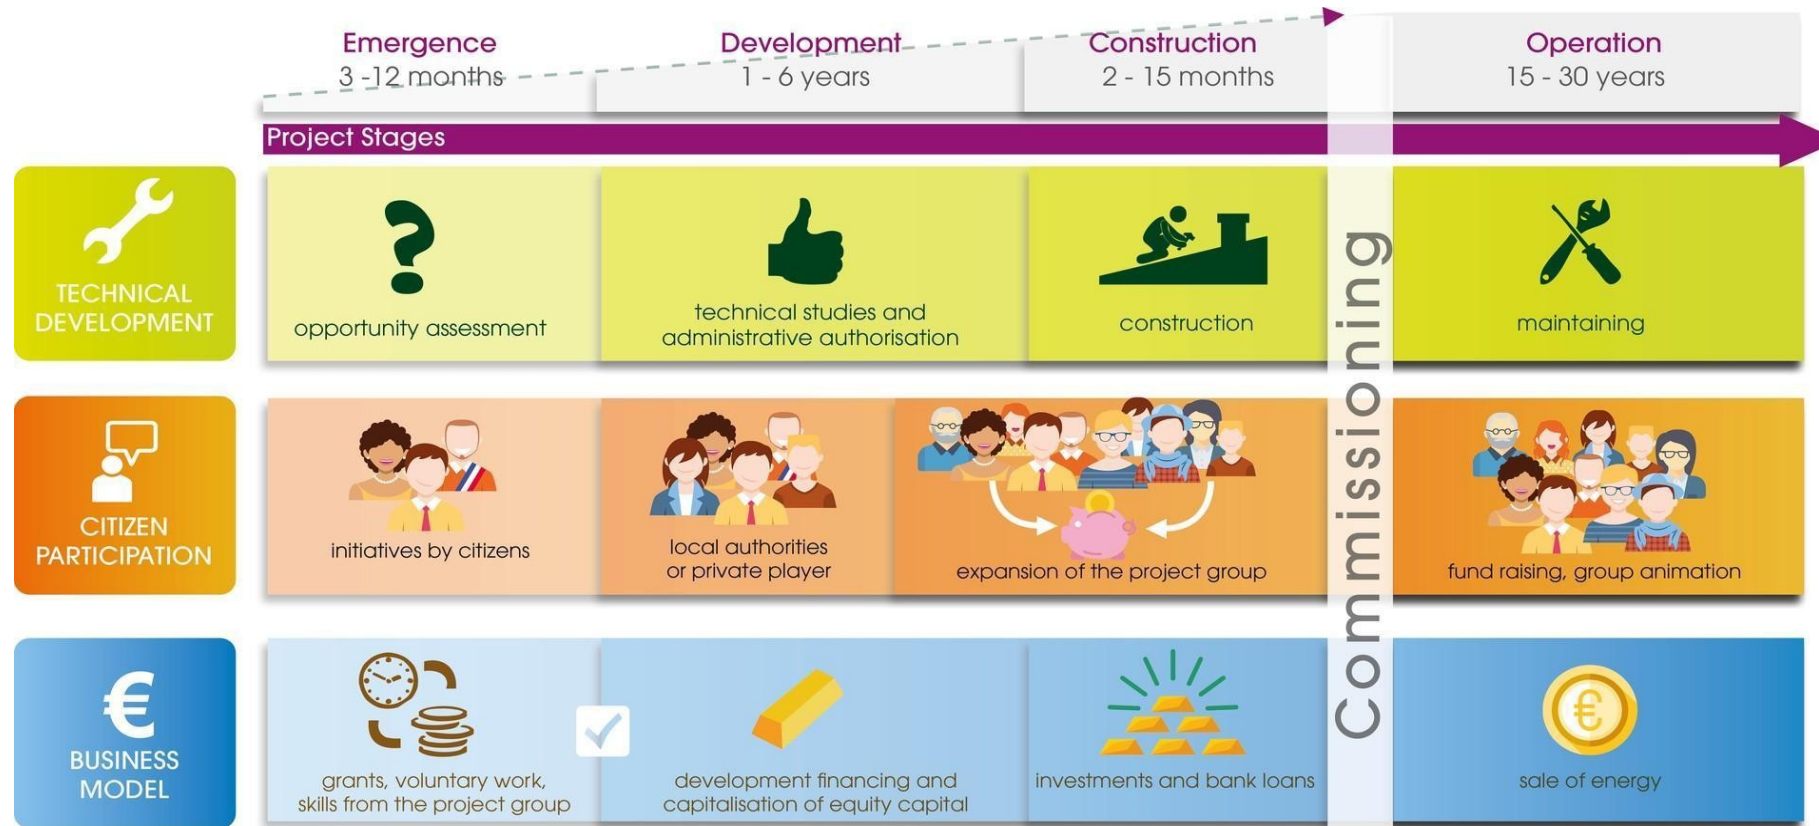 Emergence
3 -12 months
Development
1 - 6 years
Construction
2 - 15 months
Operation
15 - 30 years
Project Stages
TECHNICAL
DEVELOPMENT
opportunity assessment
technical studies and
administrative authorisation
construction
maintaining
Commissioning
CITIZEN
PARTICIPATION
initiatives by citizens
local authorities
or private player
expansion of the project group
fund raising, group animation
€
BUSINESS
MODEL
grants, voluntary work,
skills from the project group
development financing and
capitalisation of equity capital
investments and bank loans
€
sale of energy